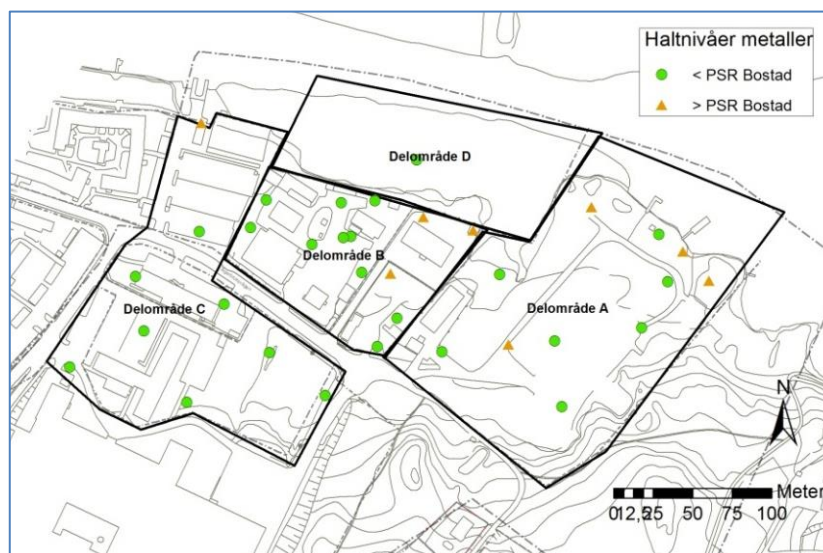 Haltnivåer metaller
< PSR Bostad
> PSR Bostad
Delområde D
Delområde B
Delområde C
Delområde A
N
Meter
0 12,5 25 50 75 100